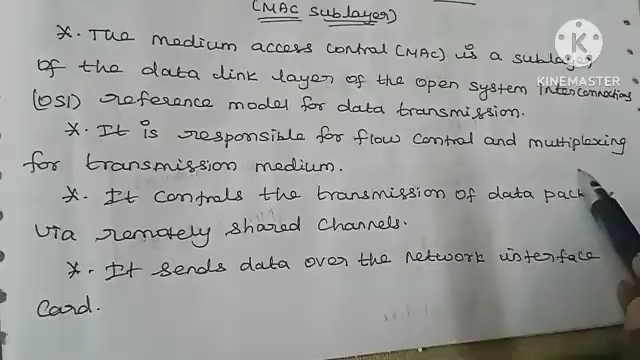 (MAC sublayer)
*. The medium access control (MAC) is a sublayer
of the data link layer of the open system interconnections
(OSI) reference model for data transmission.
*. It is responsible for flow control and multiplexing
for transmission medium.
*. It controls the transmission of data pack
via remotely shared channels.
*. It sends data over the network interface
card.
K
KINEMASTER